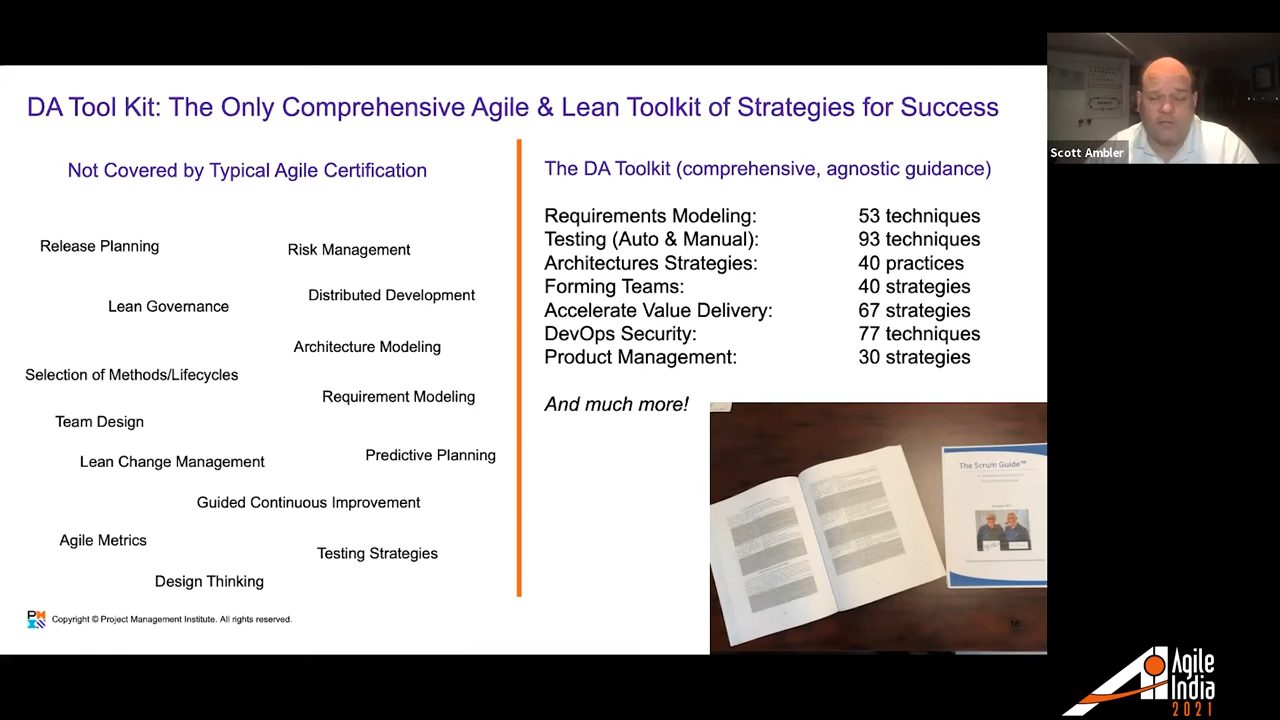 DA Tool Kit: The Only Comprehensive Agile & Lean Toolkit of Strategies for Success
Not Covered by Typical Agile Certification
Release Planning
Risk Management
Lean Governance
Distributed Development
Architecture Modeling
Selection of Methods/Lifecycles
Requirement Modeling
Team Design
Lean Change Management
Predictive Planning
Guided Continuous Improvement
Agile Metrics
Testing Strategies
Design Thinking
The DA Toolkit (comprehensive, agnostic guidance)
Requirements Modeling: 53 techniques
Testing (Auto & Manual): 93 techniques
Architectures Strategies: 40 practices
Forming Teams: 40 strategies
Accelerate Value Delivery: 67 strategies
DevOps Security: 77 techniques
Product Management: 30 strategies
And much more!
The Scrum Guide™
16
Copyright © Project Management Institute. All rights reserved.
Scott Ambler
Agile
India
2021